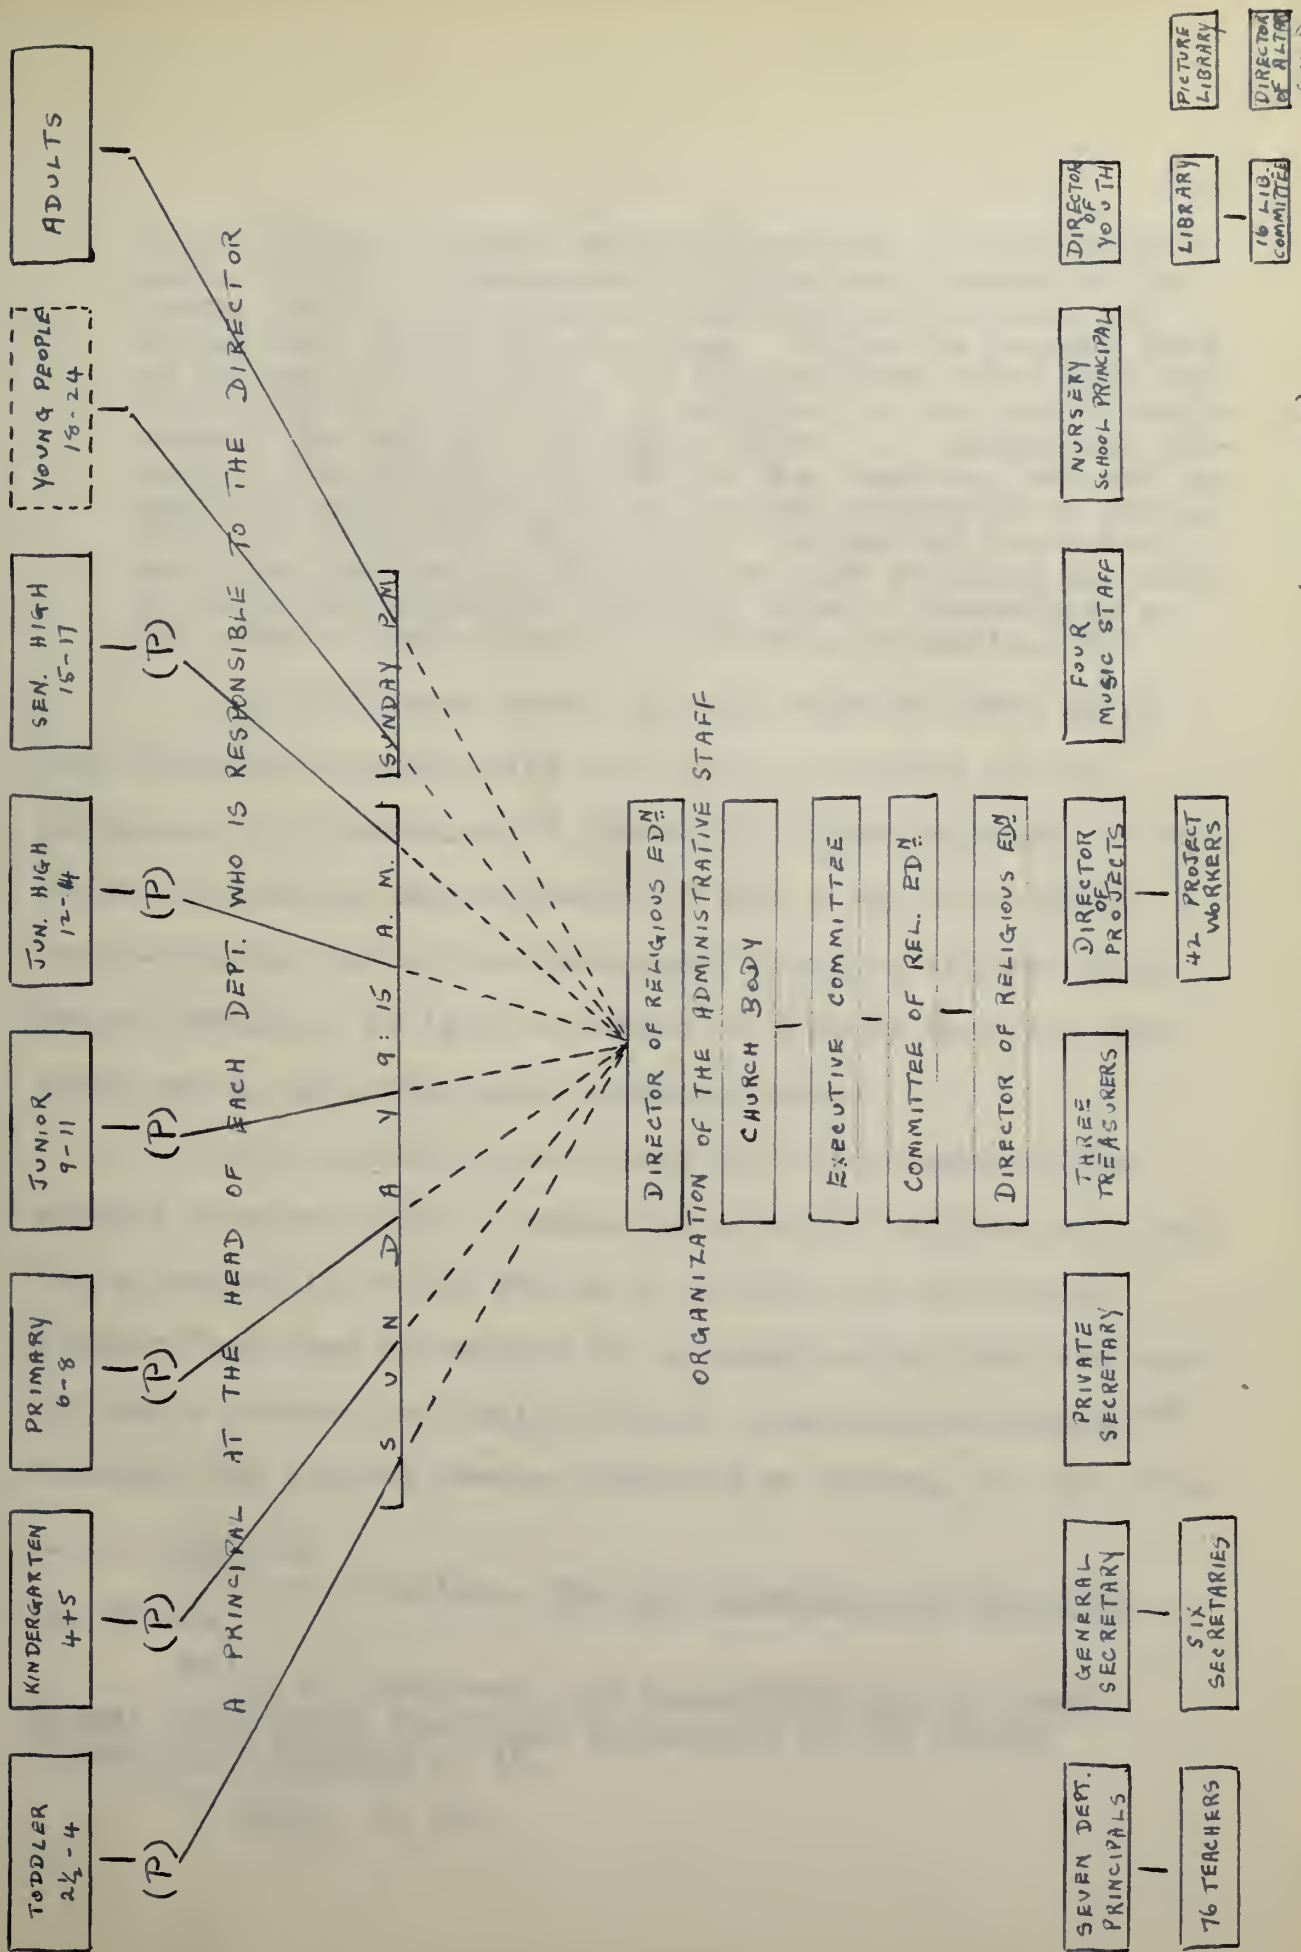 TODDLER
2½ - 4
KINDERGARTEN
4+5
PRIMARY
6-8
JUNIOR
9-11
JUN. HIGH
12-14
SEN. HIGH
15-17
YOUNG PEOPLE
18-24
ADULTS
(P)
(P)
(P)
(P)
(P)
(P)
A PRINCIPAL AT THE HEAD OF EACH DEPT. WHO IS RESPONSIBLE TO THE DIRECTOR
SUNDAY 9:15 A.M.
SUNDAY P.M.
DIRECTOR OF RELIGIOUS EDN
ORGANIZATION OF THE ADMINISTRATIVE STAFF
CHURCH BODY
EXECUTIVE COMMITTEE
COMMITTEE OF REL. EDN
DIRECTOR OF RELIGIOUS EDN
SEVEN DEPT.
PRINCIPALS
76 TEACHERS
GENERAL
SECRETARY
SIX
SECRETARIES
PRIVATE
SECRETARY
THREE
TREASURERS
DIRECTOR
OF
PROJECTS
42 PROJECT
WORKERS
FOUR
MUSIC STAFF
NURSERY
SCHOOL PRINCIPAL
DIRECTOR
OF
YOUTH
LIBRARY
16 LIB.
COMMITTEE
PICTURE
LIBRARY
DIRECTOR
OF ALTAR